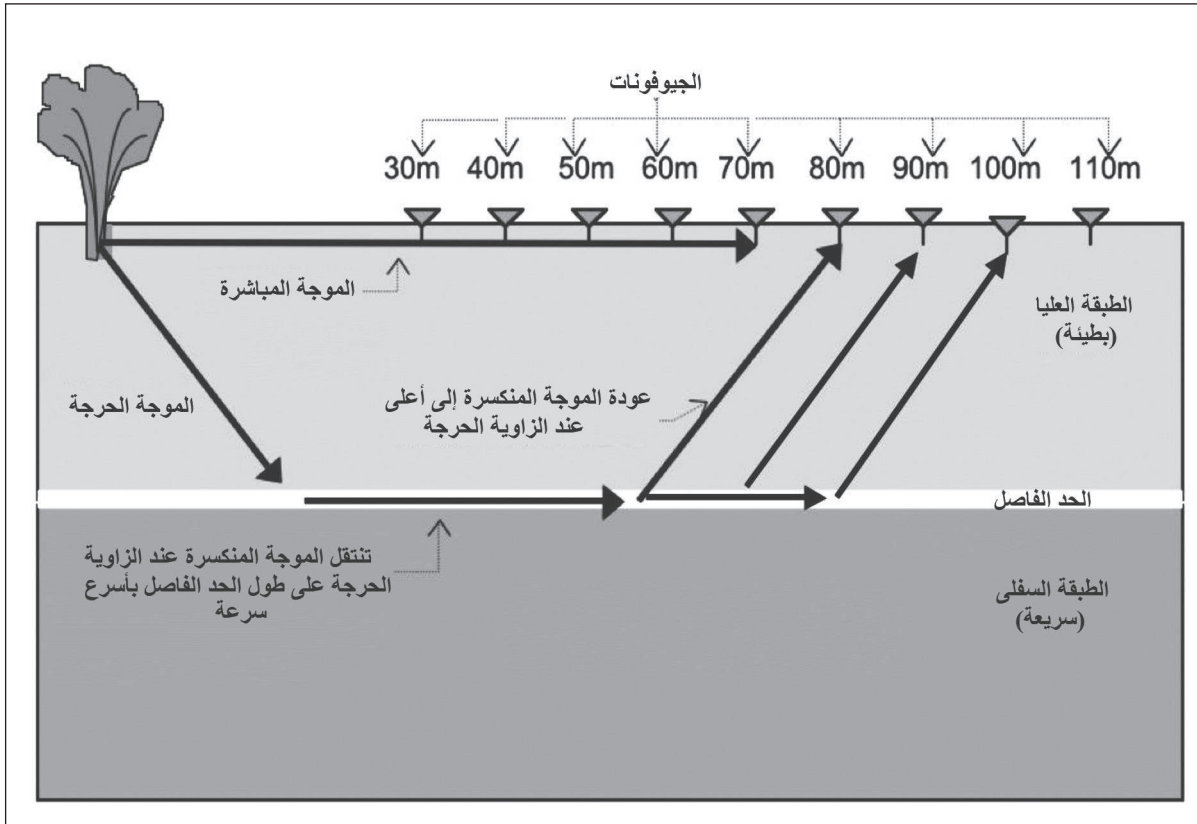 الجيوفونات
30m 40m 50m 60m 70m 80m 90m 100m 110m
الموجة المباشرة
الطبقة العليا
(بطيئة)
الموجة الحرجة
عودة الموجة المنكسرة إلى أعلى
عند الزاوية الحرجة
الحد الفاصل
تنتقل الموجة المنكسرة عند الزاوية
الحرجة على طول الحد الفاصل بأسرع
سرعة
الطبقة السفلى
(سريعة)